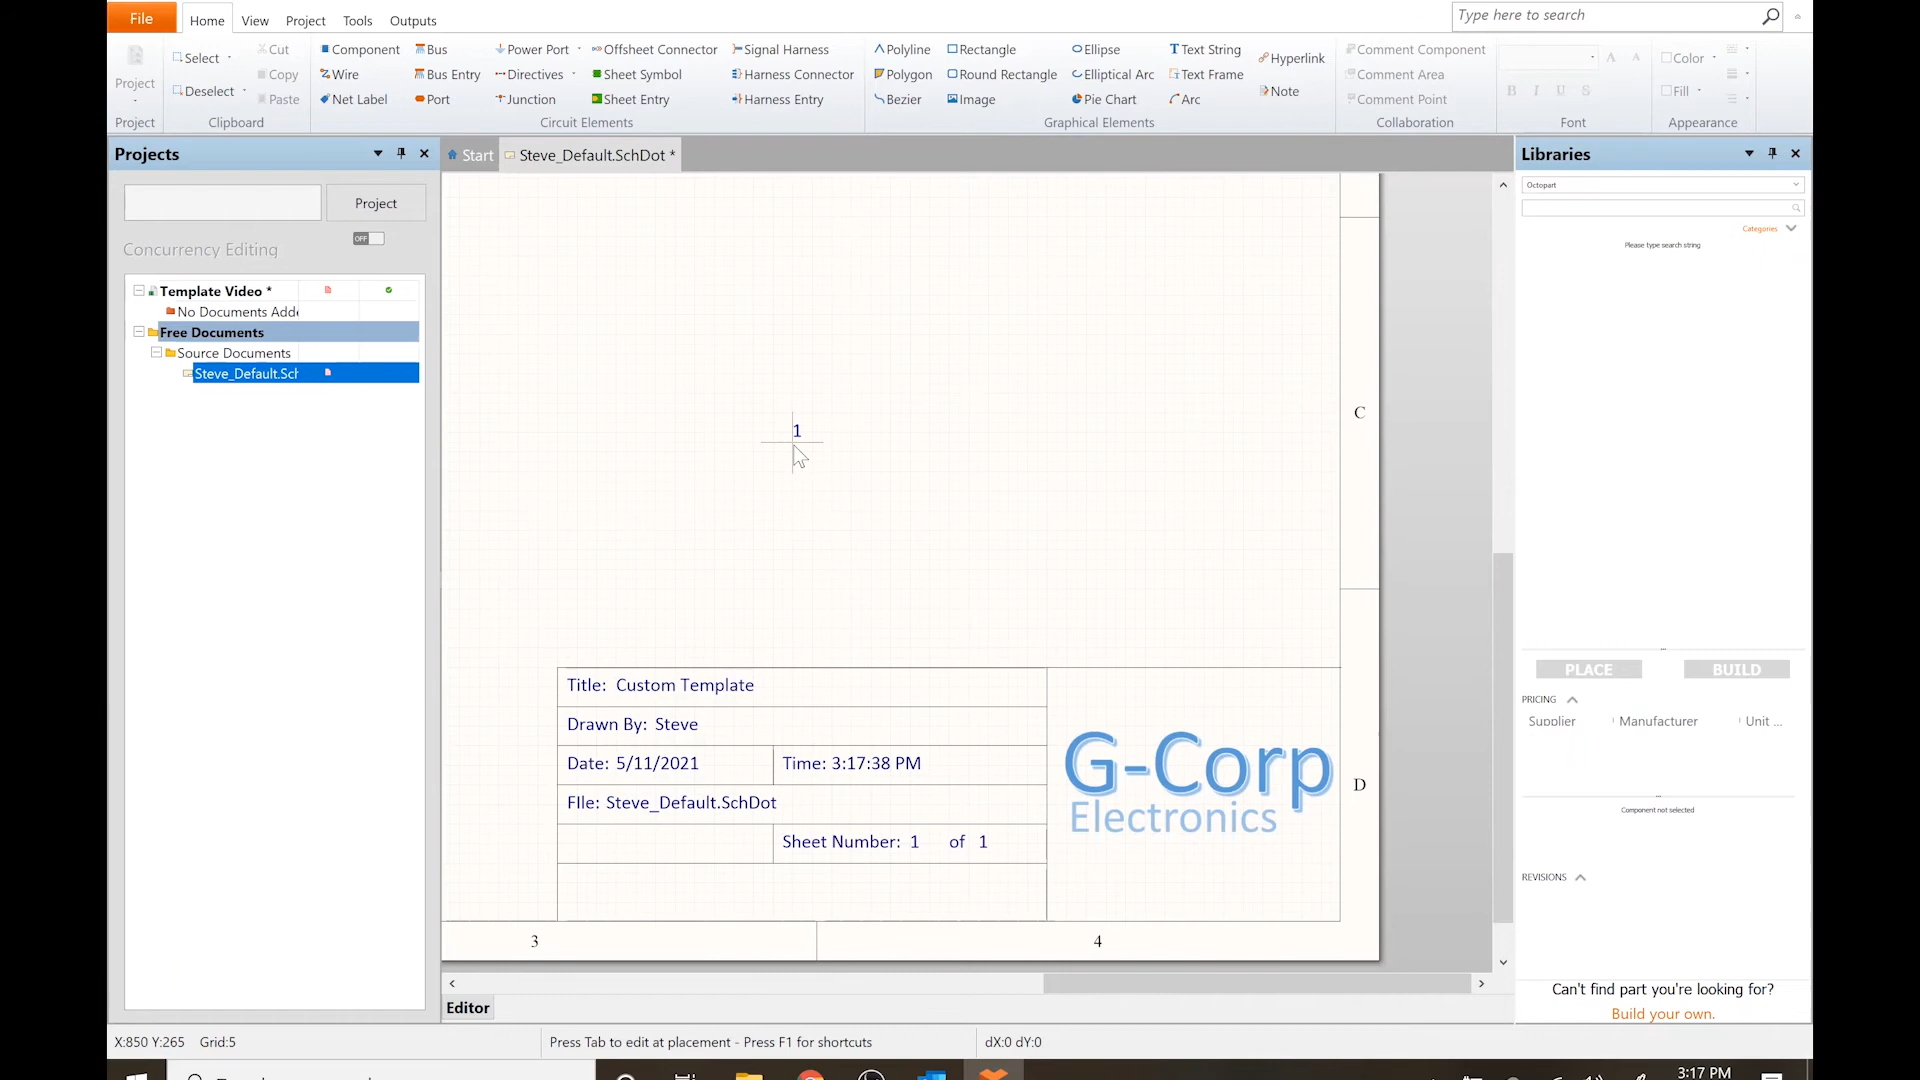 File Home View Project Tools Outputs
Type here to search
Project
Project
Select
Deselect
Cut
Copy
Paste
Clipboard
Component Bus Power Port Offsheet Connector Signal Harness
Wire Bus Entry Directives Sheet Symbol Harness Connector
Net Label Port Junction Sheet Entry Harness Entry
Circuit Elements
Polyline Rectangle Ellipse Text String
Polygon Round Rectangle Elliptical Arc Text Frame
Bezier Image Pie Chart Arc
Hyperlink
Note
Graphical Elements
Comment Component
Comment Area
Comment Point
Collaboration
A A
B I U S
Font
Color
Fill
Appearance
Projects
Project
OFF
Concurrency Editing
Template Video *
No Documents Adde
Free Documents
Source Documents
Steve_Default.Sch
Start Steve_Default.SchDot *
1
C
D
Title: Custom Template
Drawn By: Steve
Date: 5/11/2021 Time: 3:17:38 PM
FIle: Steve_Default.SchDot
Sheet Number: 1 of 1
G-Corp
Electronics
3 4
Editor
Libraries
Octopart
Categories
Please type search string
PLACE BUILD
PRICING
Supplier Manufacturer Unit ...
Component not selected
REVISIONS
Can't find part you're looking for?
Build your own.
X:850 Y:265 Grid:5 Press Tab to edit at placement - Press F1 for shortcuts dX:0 dY:0
3:17 PM